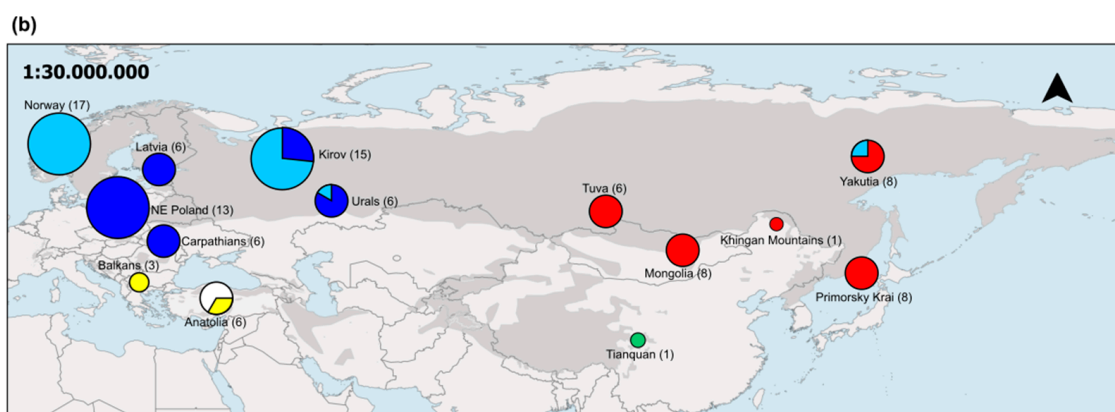 (b)
1:30.000.000
Norway (17)
Latvia (6)
Kirov (15)
Yakutia (8)
Tuva (6)
Urals (6)
NE Poland (13)
Khingan Mountains (1)
Carpathians (6)
Balkans (3)
Mongolia (8)
Primorsky Krai (8)
Anatolia (6)
Tianquan (1)